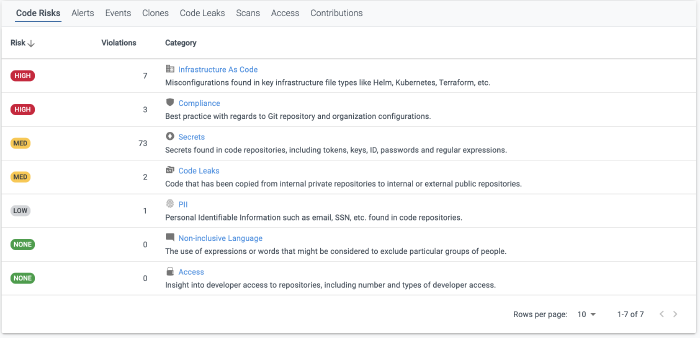 Code Risks Alerts Events Clones Code Leaks Scans Access Contributions
Risk Violations Category
HIGH 7 Infrastructure As Code
Misconfigurations found in key infrastructure file types like Helm, Kubernetes, Terraform, etc.
HIGH 3 Compliance
Best practice with regards to Git repository and organization configurations.
MED 73 Secrets
Secrets found in code repositories, including tokens, keys, ID, passwords and regular expressions.
MED 2 Code Leaks
Code that has been copied from internal private repositories to internal or external public repositories.
LOW 1 PII
Personal Identifiable Information such as email, SSN, etc. found in code repositories.
NONE 0 Non-inclusive Language
The use of expressions or words that might be considered to exclude particular groups of people.
NONE 0 Access
Insight into developer access to repositories, including number and types of developer access.
Rows per page: 10 1-7 of 7